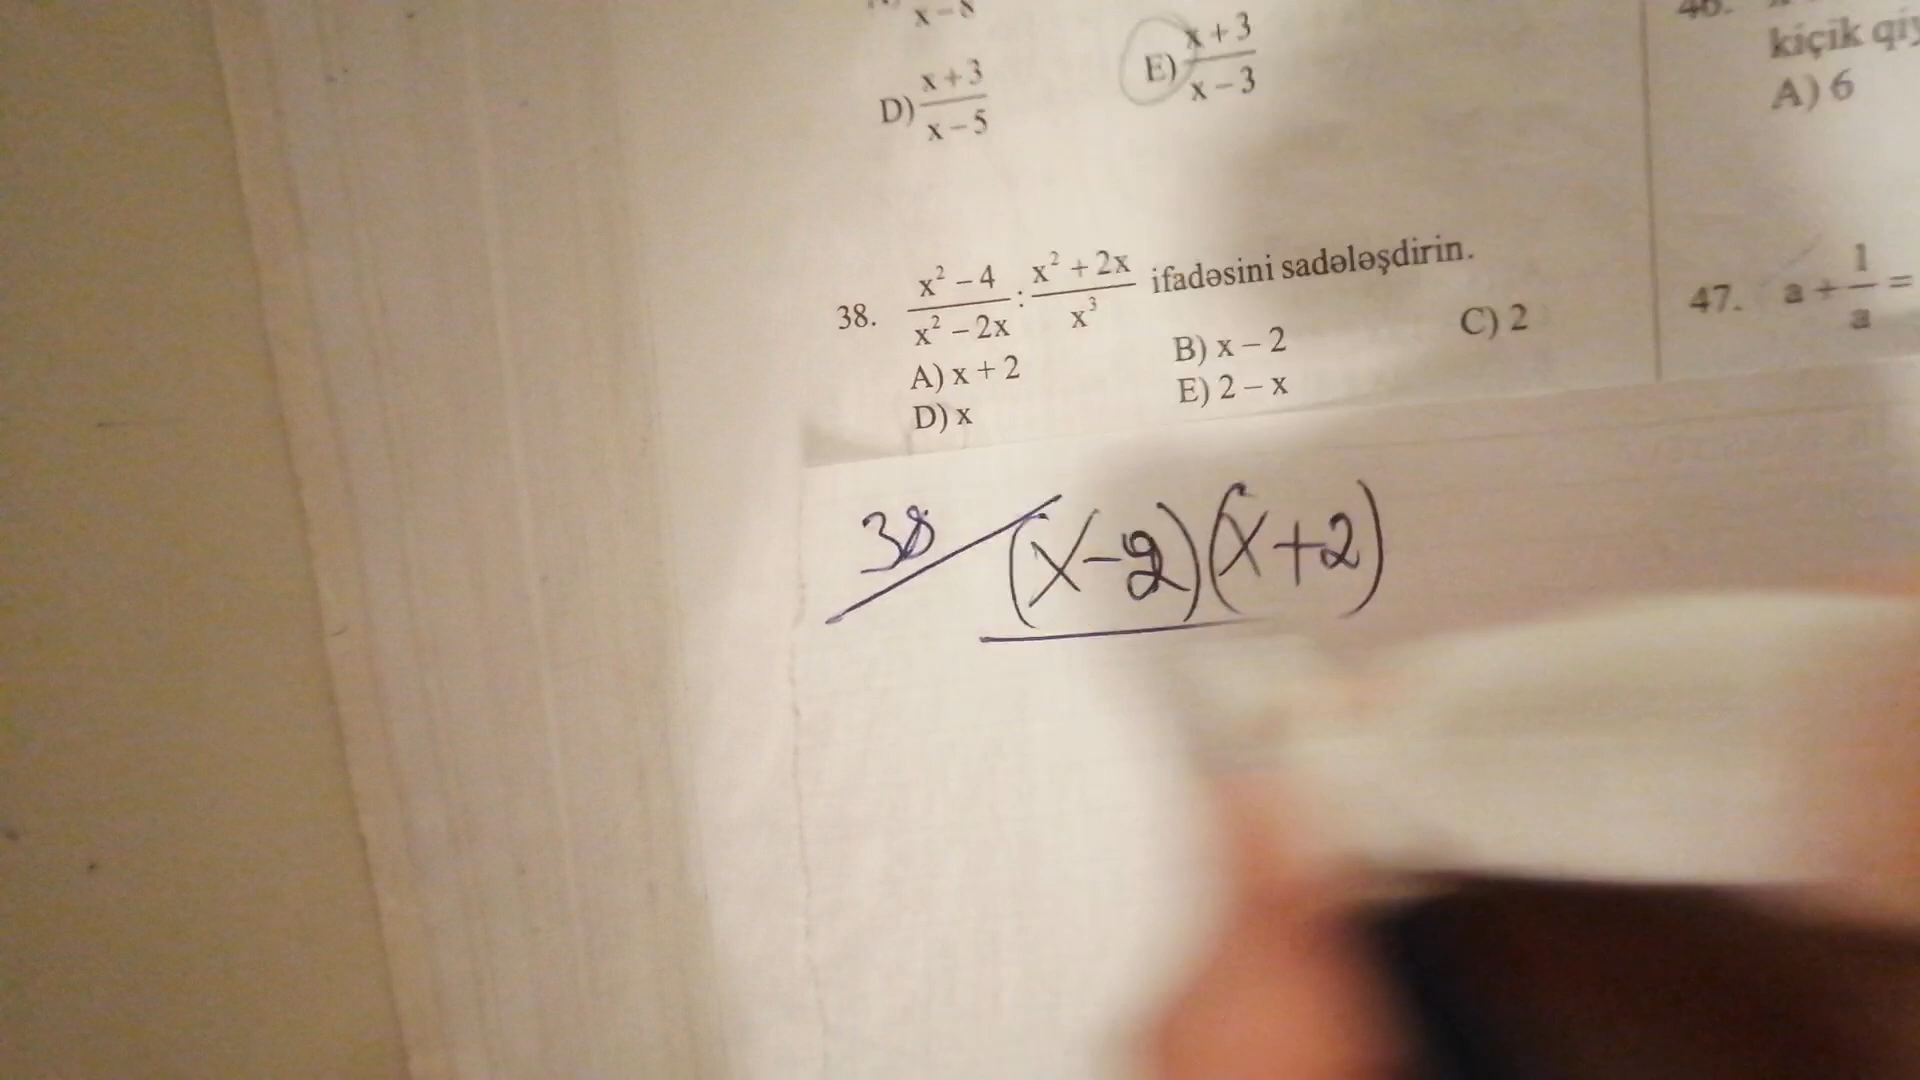 x – 8
D) x + 3 / x – 5
E) x + 3 / x – 3
38. x² – 4 / x² – 2x : x² + 2x / x³ ifadəsini sadələşdirin.
A) x + 2
B) x – 2
C) 2
D) x
E) 2 – x
kiçik
A) 6
47. a + 1 / a =
38 (x-2)(x+2)